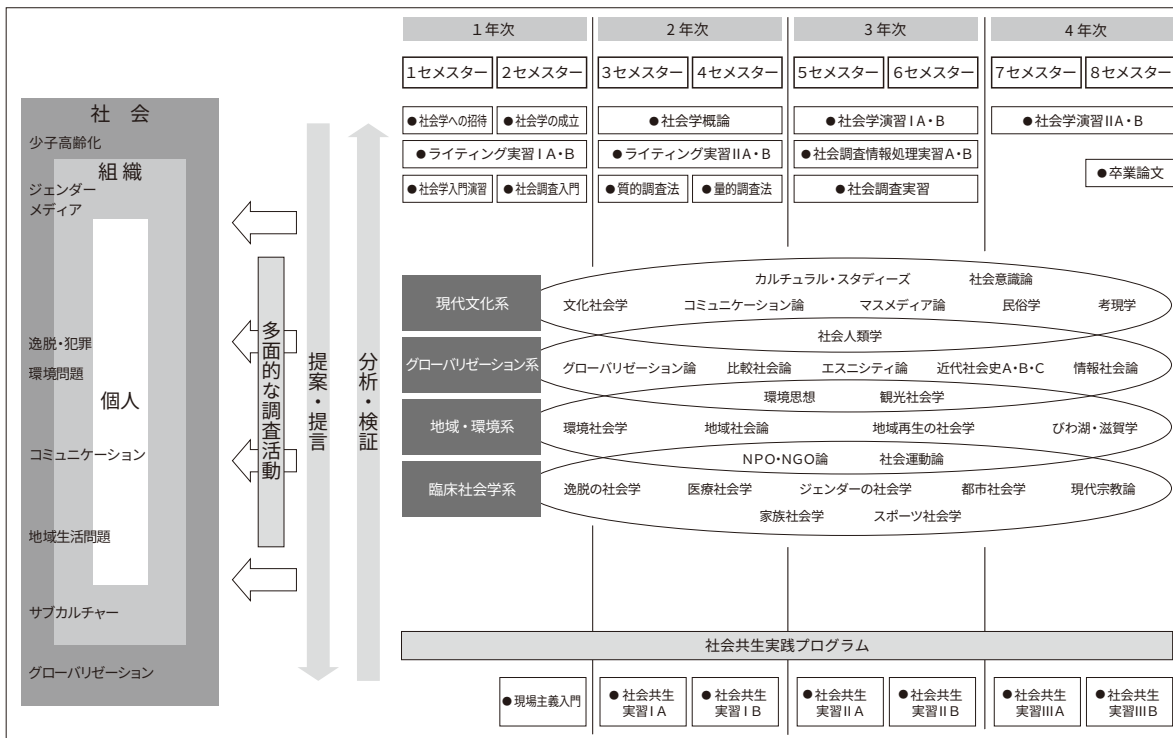 1年次
2年次
3年次
4年次
1セメスター
2セメスター
3セメスター
4セメスター
5セメスター
6セメスター
7セメスター
8セメスター
●社会学への招待
●社会学の成立
●社会学概論
●社会学演習ⅠA・B
●社会学演習ⅡA・B
●ライティング実習ⅠA・B
●ライティング実習ⅡA・B
●社会調査情報処理実習A・B
●卒業論文
●社会学入門演習
●社会調査入門
●質的調査法
●量的調査法
●社会調査実習
社 会
少子高齢化
組織
ジェンダー
メディア
逸脱・犯罪
環境問題
個人
コミュニケーション
地域生活問題
サブカルチャー
グローバリゼーション
多面的な調査活動
提案・提言
分析・検証
現代文化系
カルチュラル・スタディーズ
社会意識論
文化社会学
コミュニケーション論
マスメディア論
民俗学
考現学
社会人類学
グローバリゼーション系
グローバリゼーション論
比較社会論
エスニシティ論
近代社会史A・B・C
情報社会論
環境思想
観光社会学
地域・環境系
環境社会学
地域社会論
地域再生の社会学
びわ湖・滋賀学
NPO・NGO論
社会運動論
臨床社会学系
逸脱の社会学
医療社会学
ジェンダーの社会学
都市社会学
現代宗教論
家族社会学
スポーツ社会学
社会共生実践プログラム
●現場主義入門
●社会共生
実習ⅠA
●社会共生
実習ⅠB
●社会共生
実習ⅡA
●社会共生
実習ⅡB
●社会共生
実習ⅢA
●社会共生
実習ⅢB